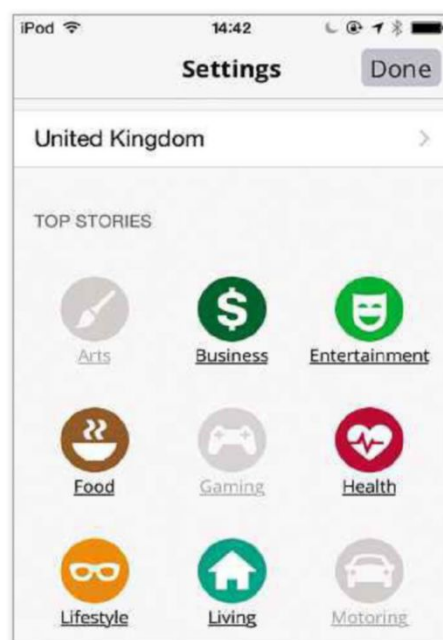 iPod 14:42
Settings Done
United Kingdom
TOP STORIES
Arts Business Entertainment
Food Gaming Health
Lifestyle Living Motoring